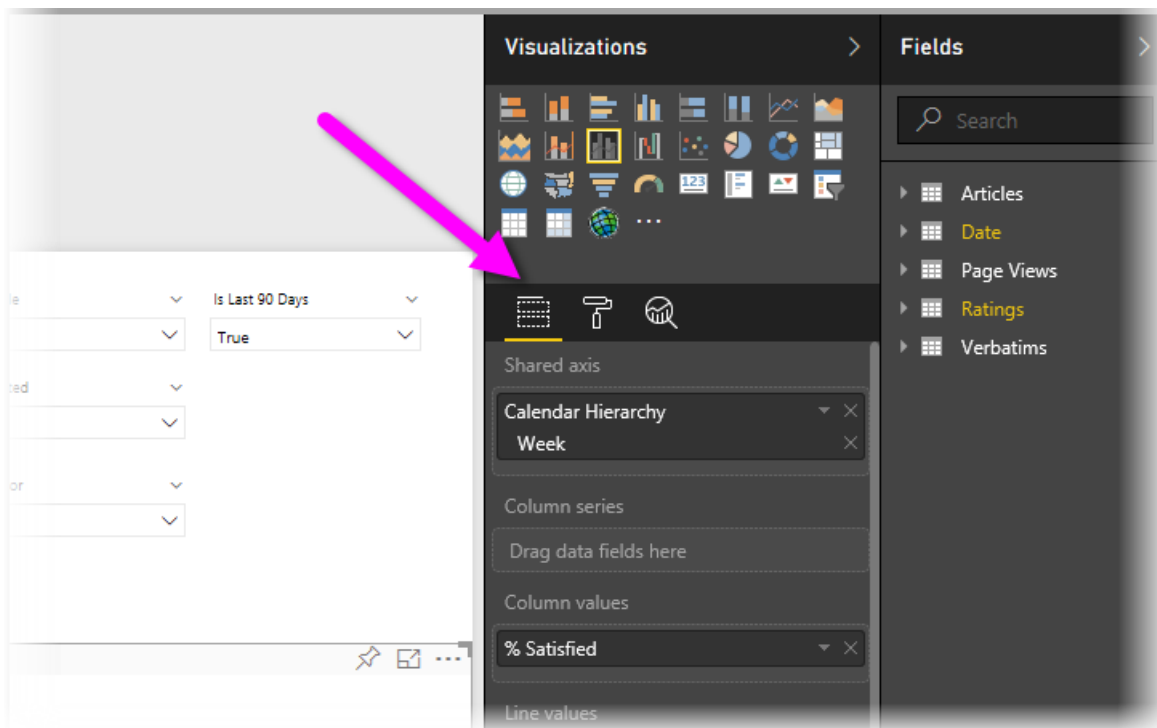 Visualizations
Fields
Search
123
Articles
Date
Page Views
Ratings
Verbatims
Is Last 90 Days
True
Shared axis
Calendar Hierarchy
Week
Column series
Drag data fields here
Column values
% Satisfied
Line values